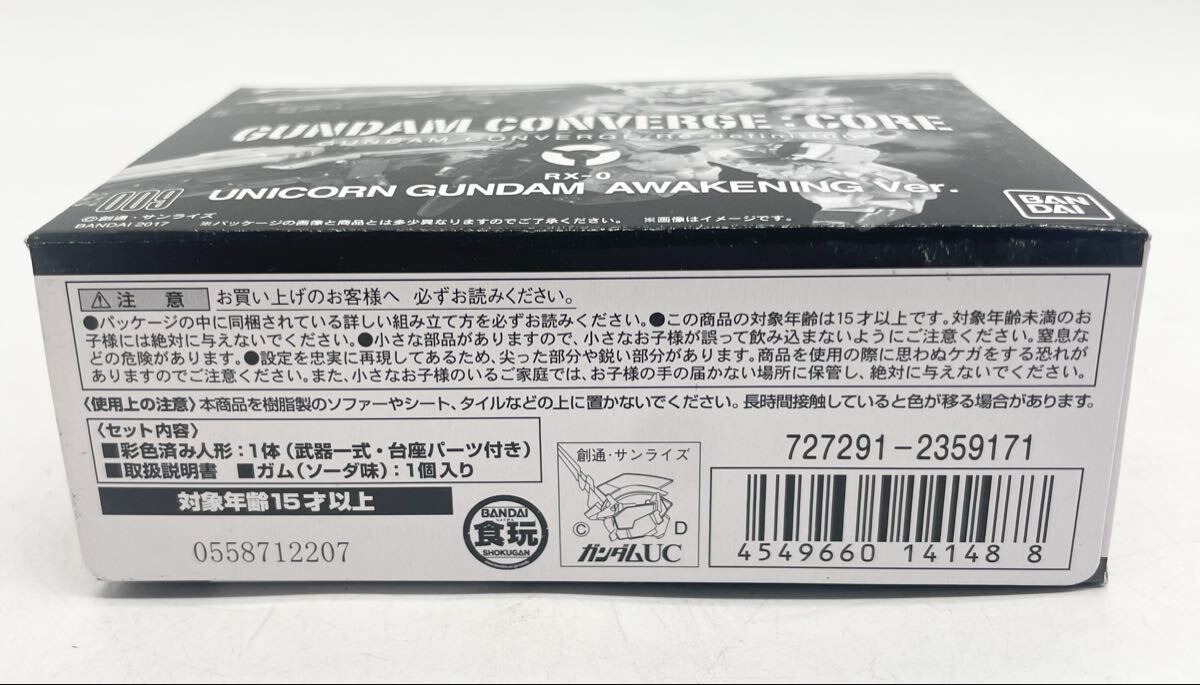 GUNDAM CONVERGE : CORE
RX-0
UNICORN GUNDAM AWAKENING Ver.
©創通・サンライズ
BANDAI 2017 ※パッケージの画像と商品とは多少異なりますのでご了承ください。 ※画像はイメージです。
BAN
DAI
⚠注 意 お買い上げのお客様へ 必ずお読みください。
●パッケージの中に同梱されている詳しい組み立て方を必ずお読みください。●この商品の対象年齢は15才以上です。対象年齢未満のお
子様には絶対に与えないでください。●小さな部品がありますので、小さなお子様が誤って飲み込まないようにご注意ください。窒息な
どの危険があります。●設定を忠実に再現してあるため、尖った部分や鋭い部分があります。商品を使用の際に思わぬケガをする恐れが
ありますのでご注意ください。また、小さなお子様のいるご家庭では、お子様の手の届かない場所に保管し、絶対に与えないでください。
〈使用上の注意〉本商品を樹脂製のソファーやシート、タイルなどの上に置かないでください。長時間接触していると色が移る場合があります。
〈セット内容〉
■彩色済み人形：1体（武器一式・台座パーツ付き）
■取扱説明書 ■ガム（ソーダ味）：1個入り
対象年齢15才以上
0558712207
BANDAI
食玩
SHOKUGAN
創通・サンライズ
© D
ガンダムUC
727291-2359171
4549660 14148 8